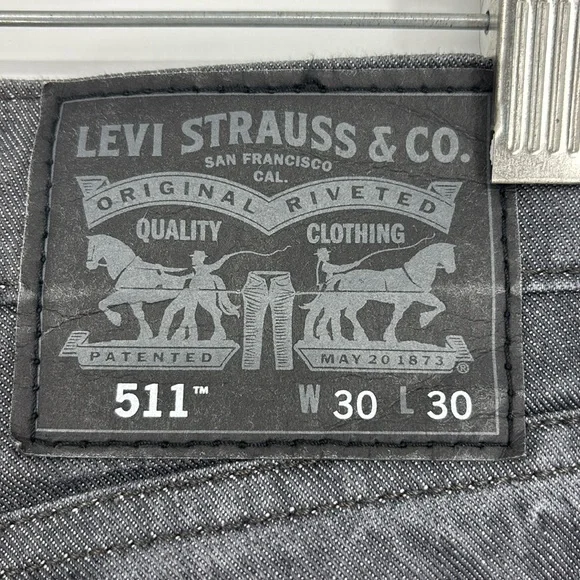 LEVI STRAUSS & CO.
SAN FRANCISCO
CAL.
ORIGINAL RIVETED
QUALITY CLOTHING
PATENTED MAY 20 1873 ®
511™ W 30 L 30